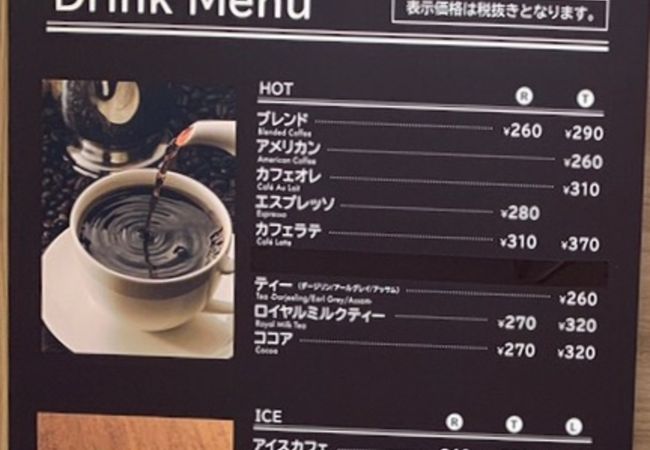 Drink Menu
表示価格は税抜きとなります。
HOT R T
ブレンド ¥260 ¥290
Blended Coffee
アメリカン ¥260
American Coffee
カフェオレ ¥310
Café Au Lait
エスプレッソ ¥280
Espresso
カフェラテ ¥310 ¥370
Café Latte
ティー (ダージリン/アールグレイ/アッサム) ¥260
Tea -Darjeeling/Earl Grey/Assam-
ロイヤルミルクティー ¥270 ¥320
Royal Milk Tea
ココア ¥270 ¥320
Cocoa
ICE R T L
アイスカフェ